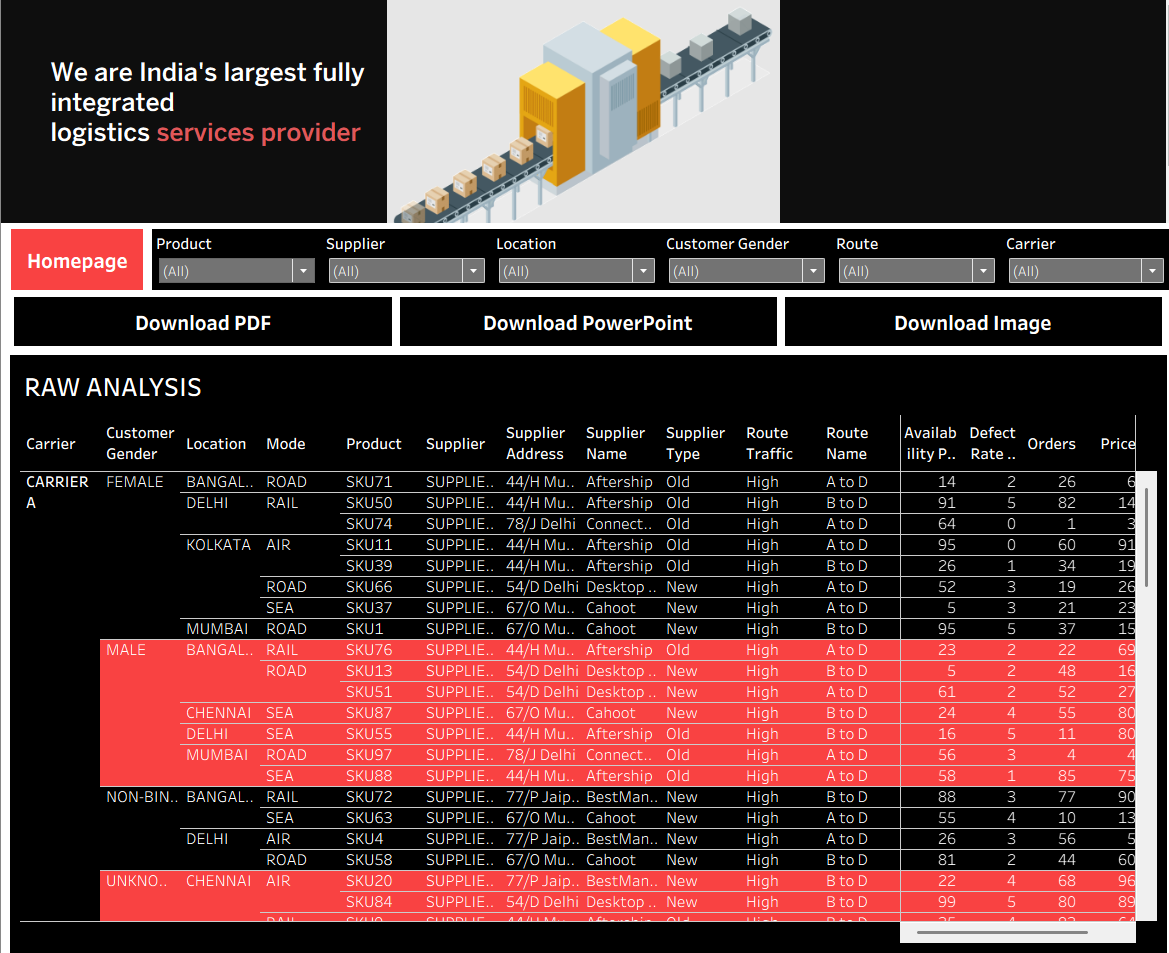 We are India's largest fully
integrated
logistics services provider
Homepage
Product Supplier Location Customer Gender Route Carrier
(All) (All) (All) (All) (All) (All)
Download PDF Download PowerPoint Download Image
RAW ANALYSIS
Carrier Customer Gender Location Mode Product Supplier Supplier Address Supplier Name Supplier Type Route Traffic Route Name Availab ility P.. Defect Rate .. Orders Price
CARRIER A FEMALE BANGAL.. ROAD SKU71 SUPPLIE.. 44/H Mu.. Aftership Old High A to D 14 2 26 6
DELHI RAIL SKU50 SUPPLIE.. 44/H Mu.. Aftership Old High B to D 91 5 82 14
SKU74 SUPPLIE.. 78/J Delhi Connect.. Old High A to D 64 0 1 3
KOLKATA AIR SKU11 SUPPLIE.. 44/H Mu.. Aftership Old High A to D 95 0 60 91
SKU39 SUPPLIE.. 44/H Mu.. Aftership Old High B to D 26 1 34 19
ROAD SKU66 SUPPLIE.. 54/D Delhi Desktop .. New High A to D 52 3 19 26
SEA SKU37 SUPPLIE.. 67/O Mu.. Cahoot New High A to D 5 3 21 23
MUMBAI ROAD SKU1 SUPPLIE.. 67/O Mu.. Cahoot New High B to D 95 5 37 15
MALE BANGAL.. RAIL SKU76 SUPPLIE.. 44/H Mu.. Aftership Old High A to D 23 2 22 69
ROAD SKU13 SUPPLIE.. 54/D Delhi Desktop .. New High B to D 5 2 48 16
SKU51 SUPPLIE.. 54/D Delhi Desktop .. New High A to D 61 2 52 27
CHENNAI SEA SKU87 SUPPLIE.. 67/O Mu.. Cahoot New High B to D 24 4 55 80
DELHI SEA SKU55 SUPPLIE.. 44/H Mu.. Aftership Old High B to D 16 5 11 80
MUMBAI ROAD SKU97 SUPPLIE.. 78/J Delhi Connect.. Old High A to D 56 3 4 4
SEA SKU88 SUPPLIE.. 44/H Mu.. Aftership Old High A to D 58 1 85 75
NON-BIN.. BANGAL.. RAIL SKU72 SUPPLIE.. 77/P Jaip.. BestMan.. New High B to D 88 3 77 90
SEA SKU63 SUPPLIE.. 67/O Mu.. Cahoot New High B to D 55 4 10 13
DELHI AIR SKU4 SUPPLIE.. 77/P Jaip.. BestMan.. New High A to D 26 3 56 5
ROAD SKU58 SUPPLIE.. 67/O Mu.. Cahoot New High B to D 81 2 44 60
UNKNO.. CHENNAI AIR SKU20 SUPPLIE.. 77/P Jaip.. BestMan.. New High B to D 22 4 68 96
SKU84 SUPPLIE.. 54/D Delhi Desktop .. New High B to D 99 5 80 89